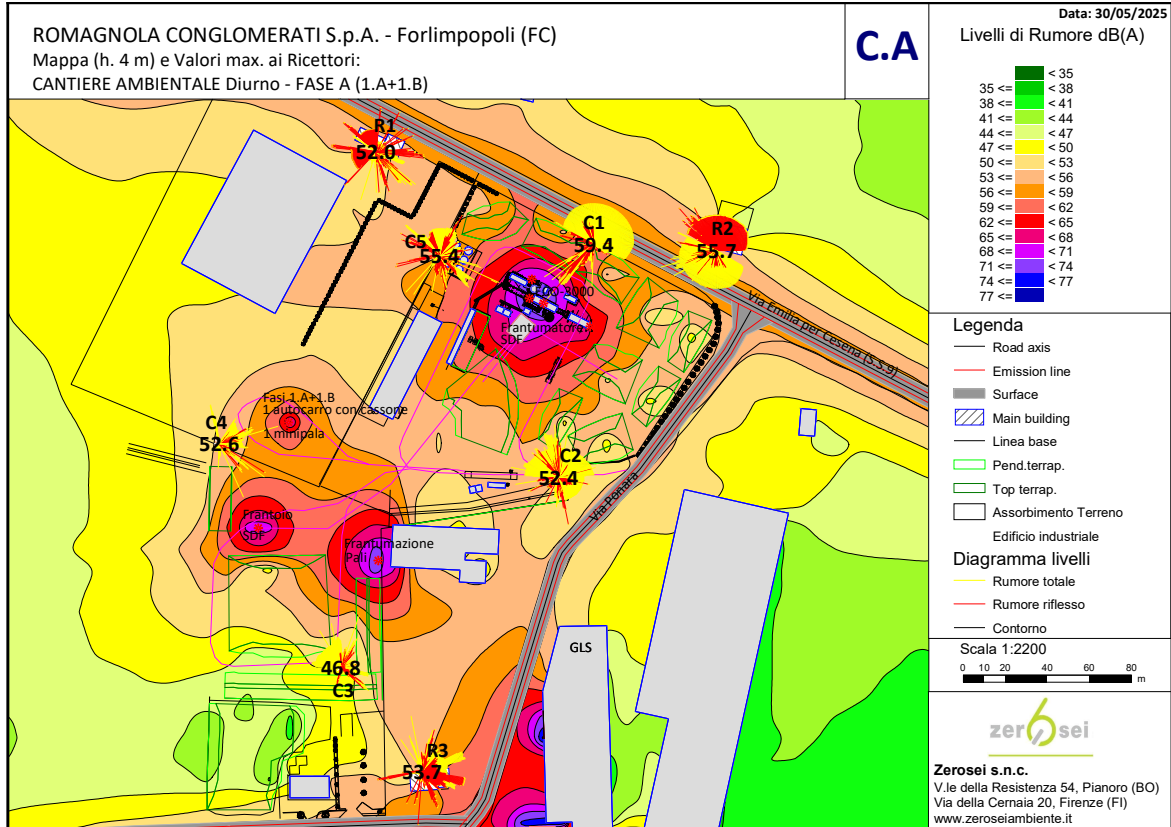 ROMAGNOLA CONGLOMERATI S.p.A. - Forlimpopoli (FC)
Mappa (h. 4 m) e Valori max. ai Ricettori:
CANTIERE AMBIENTALE Diurno - FASE A (1.A+1.B)
C.A
Data: 30/05/2025
Livelli di Rumore dB(A)
< 35
35 <= < 38
38 <= < 41
41 <= < 44
44 <= < 47
47 <= < 50
50 <= < 53
53 <= < 56
56 <= < 59
59 <= < 62
62 <= < 65
65 <= < 68
68 <= < 71
71 <= < 74
74 <= < 77
77 <=
R1
52.0
C5
55.4
C1
59.4
R2
55.7
Frantumatore
SDF
Via Emilia per Cesena (S.S.9)
Fasi 1.A+1.B
1 autocarro con cassone
1 minipala
C4
52.6
C2
52.4
Via Ponara
Frantoio
SDF
Frantumazione
Pali
GLS
46.8
C3
R3
53.7
Legenda
Road axis
Emission line
Surface
Main building
Linea base
Pend.terrap.
Top terrap.
Assorbimento Terreno
Edificio industriale
Diagramma livelli
Rumore totale
Rumore riflesso
Contorno
Scala 1:2200
0 10 20 40 60 80
m
zer6sei
Zerosei s.n.c.
V.le della Resistenza 54, Pianoro (BO)
Via della Cernaia 20, Firenze (FI)
www.zeroseiambiente.it